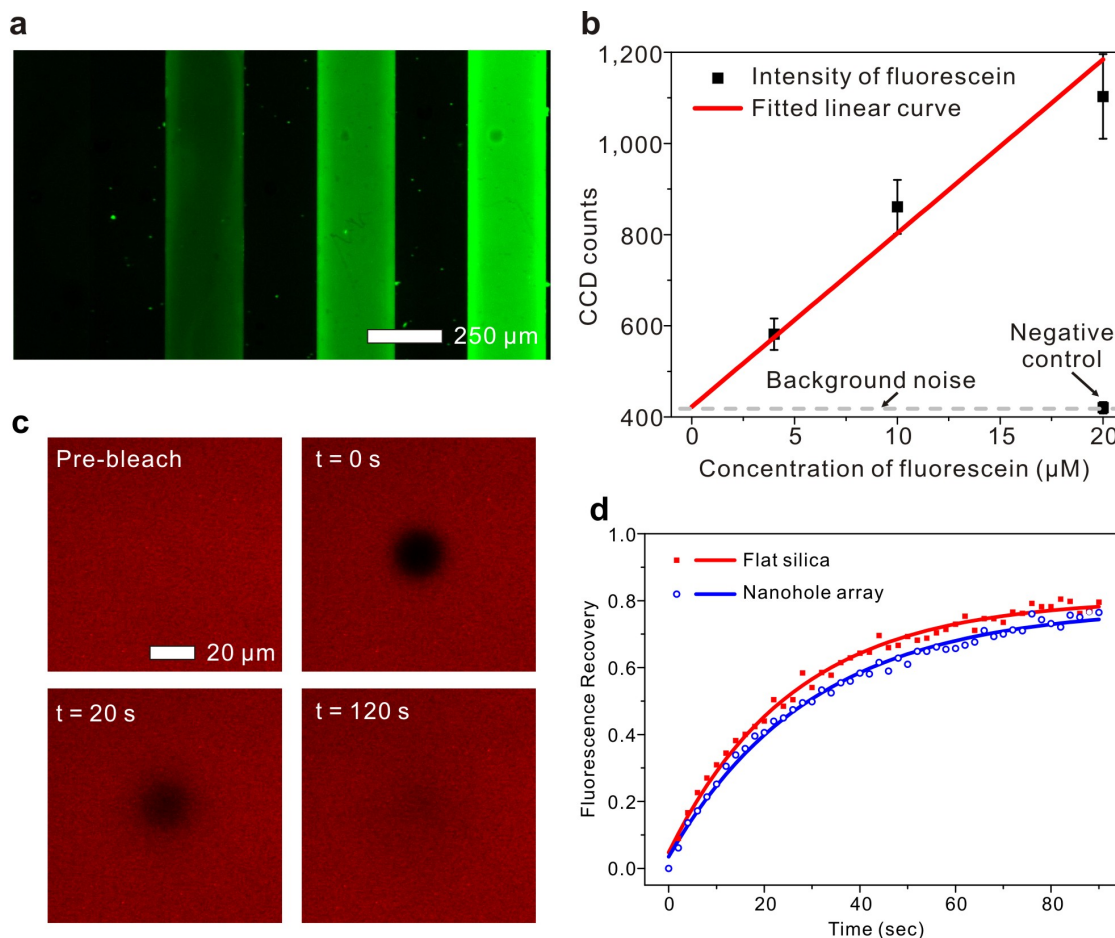 a
250 µm
b
1,200
1,000
800
600
400
CCD counts
Intensity of fluorescein
Fitted linear curve
Negative
control
Background noise
0
5
10
15
20
Concentration of fluorescein (µM)
c
Pre-bleach
20 µm
t = 0 s
t = 20 s
t = 120 s
d
1.0
0.8
0.6
0.4
0.2
0.0
Fluorescence Recovery
Flat silica
Nanohole array
0
20
40
60
80
Time (sec)